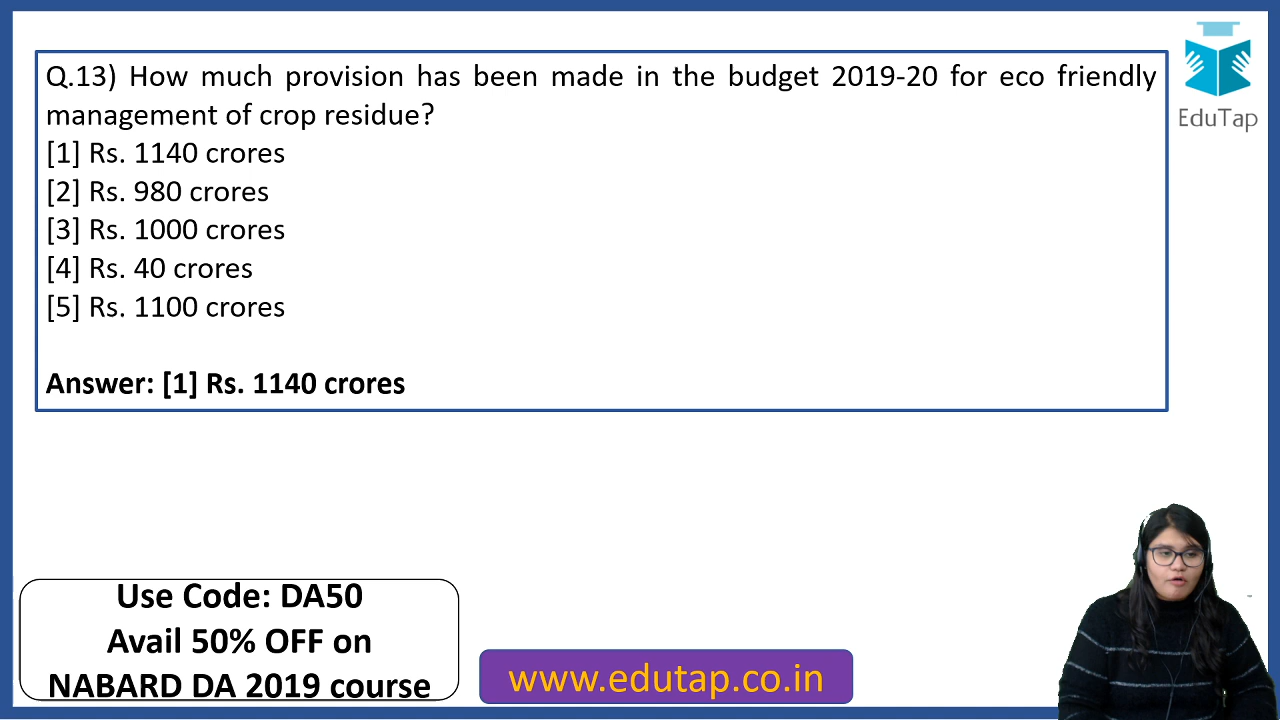 Q.13) How much provision has been made in the budget 2019-20 for eco friendly
management of crop residue?
[1] Rs. 1140 crores
[2] Rs. 980 crores
[3] Rs. 1000 crores
[4] Rs. 40 crores
[5] Rs. 1100 crores
Answer: [1] Rs. 1140 crores
EduTap
Use Code: DA50
Avail 50% OFF on
NABARD DA 2019 course
www.edutap.co.in